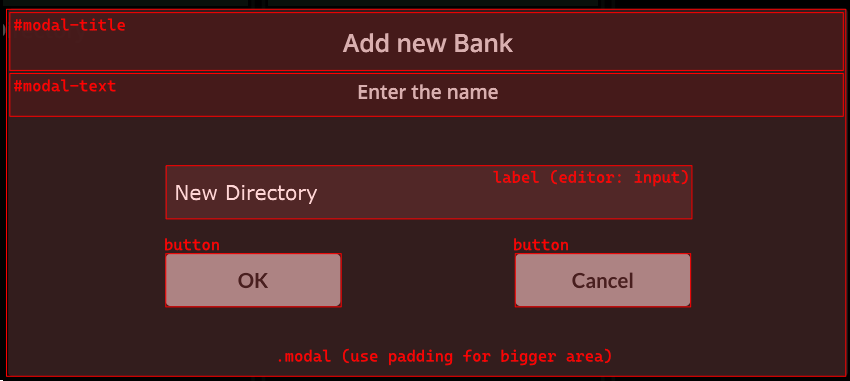 #modal-title
Add new Bank
#modal-text
Enter the name
label (editor: input)
New Directory
button
button
OK
Cancel
.modal (use padding for bigger area)